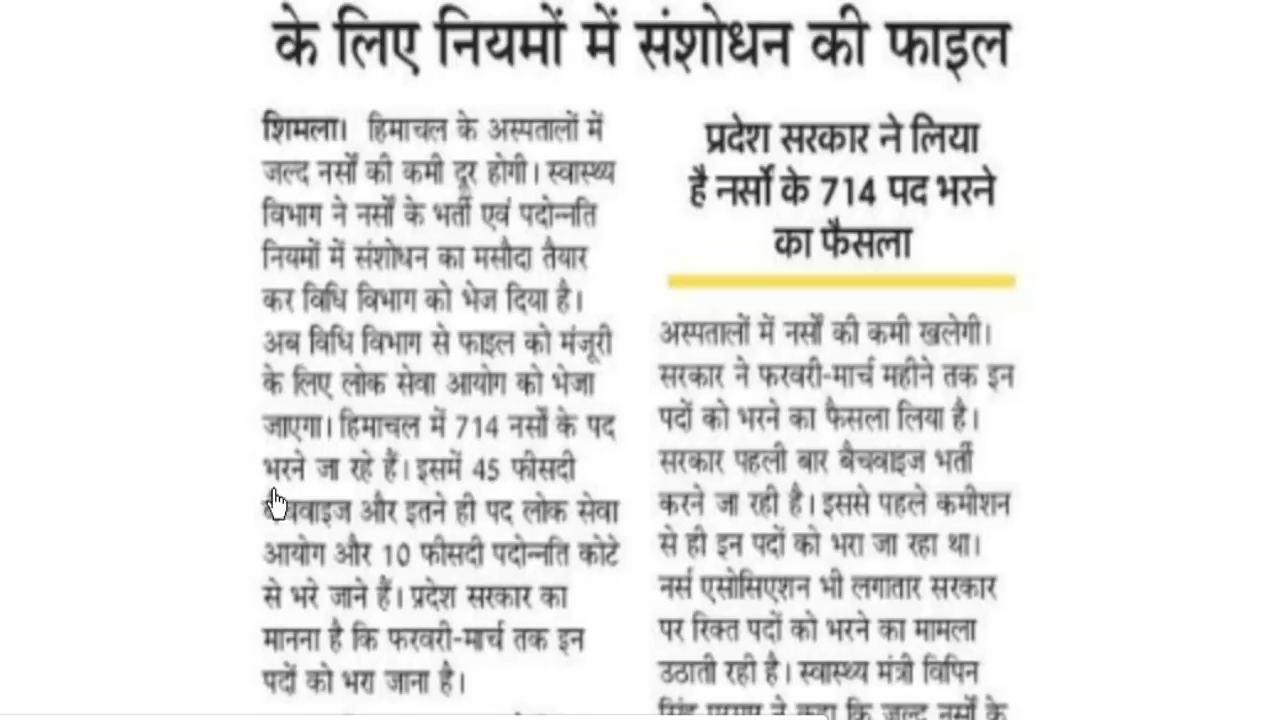 के लिए नियमों में संशोधन की फाइल
शिमला। हिमाचल के अस्पतालों में
जल्द नर्सों की कमी दूर होगी। स्वास्थ्य
विभाग ने नर्सों के भर्ती एवं पदोन्नति
नियमों में संशोधन का मसौदा तैयार
कर विधि विभाग को भेज दिया है।
अब विधि विभाग से फाइल को मंजूरी
के लिए लोक सेवा आयोग को भेजा
जाएगा। हिमाचल में 714 नर्सों के पद
भरने जा रहे हैं। इसमें 45 फीसदी
और इतने ही पद लोक सेवा
आयोग और 10 फीसदी पदोन्नति कोटे
से भरे जाने हैं। प्रदेश सरकार का
मानना है कि फरवरी-मार्च तक इन
पदों को भरा जाना है।
प्रदेश सरकार ने लिया
है नर्सो के 714 पद भरने
का फैसला
अस्पतालों में नर्सों की कमी खलेगी।
सरकार ने फरवरी-मार्च महीने तक इन
पदों को भरने का फैसला लिया है।
सरकार पहली बार बैचवाइज भर्ती
करने जा रही है। इससे पहले कमीशन
से ही इन पदों को भरा जा रहा था।
नर्स एसोसिएशन भी लगातार सरकार
पर रिक्त पदों को भरने का मामला
उठाती रही है। स्वास्थ्य मंत्री विपिन
ने कहा कि जल्द नर्सों के